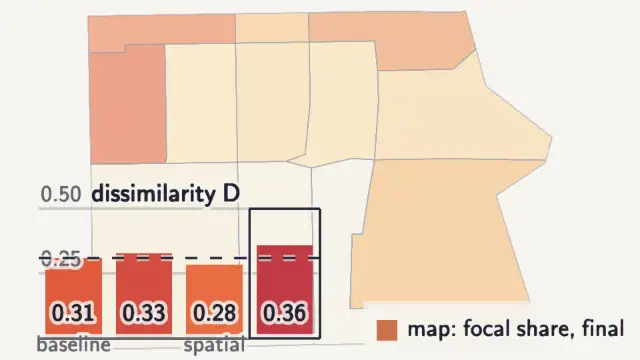 0.50 dissimilarity D
0.25
0.31 0.33 0.28 0.36
baseline spatial
map: focal share, final